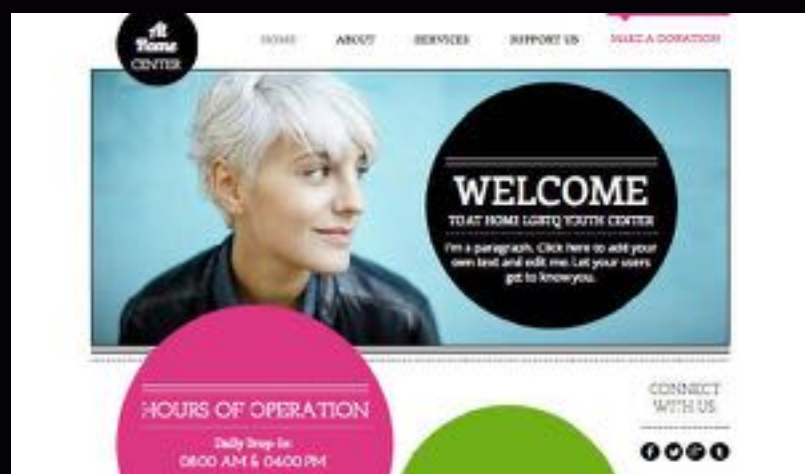 At
Home
CENTER
HOME ABOUT SERVICES SUPPORT US MAKE A DONATION
WELCOME
TO AT HOME LGBTQ YOUTH CENTER
I'm a paragraph. Click here to add your
own text and edit me. Let your users
get to know you.
HOURS OF OPERATION
Daily Drop-In:
08:00 AM & 04:00 PM
CONNECT
WITH US